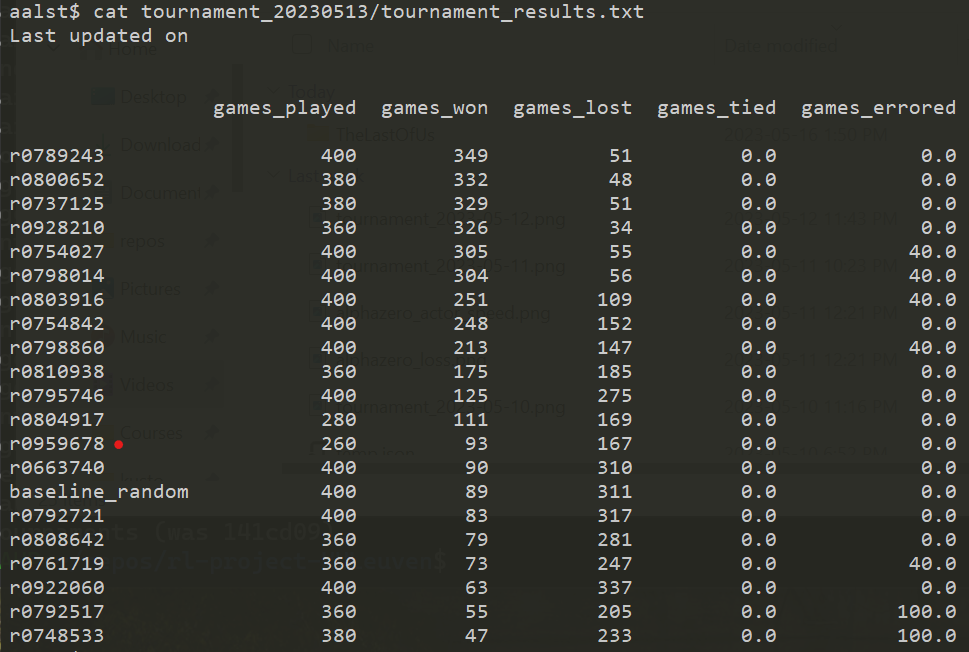 aalst$ cat tournament_20230513/tournament_results.txt
Last updated on
games_played games_won games_lost games_tied games_errored
r0789243 400 349 51 0.0 0.0
r0800652 380 332 48 0.0 0.0
r0737125 380 329 51 0.0 0.0
r0928210 360 326 34 0.0 0.0
r0754027 400 305 55 0.0 40.0
r0798014 400 304 56 0.0 40.0
r0803916 400 251 109 0.0 40.0
r0754842 400 248 152 0.0 0.0
r0798860 400 213 147 0.0 40.0
r0810938 360 175 185 0.0 0.0
r0795746 400 125 275 0.0 0.0
r0804917 280 111 169 0.0 0.0
r0959678 260 93 167 0.0 0.0
r0663740 400 90 310 0.0 0.0
baseline_random 400 89 311 0.0 0.0
r0792721 400 83 317 0.0 0.0
r0808642 360 79 281 0.0 0.0
r0761719 360 73 247 0.0 40.0
r0922060 400 63 337 0.0 0.0
r0792517 360 55 205 0.0 100.0
r0748533 380 47 233 0.0 100.0